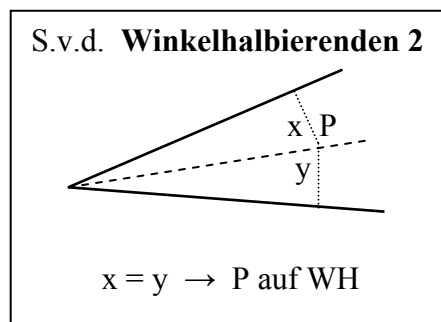 S.v.d. Winkelhalbierenden 2
x P
y
x = y → P auf WH